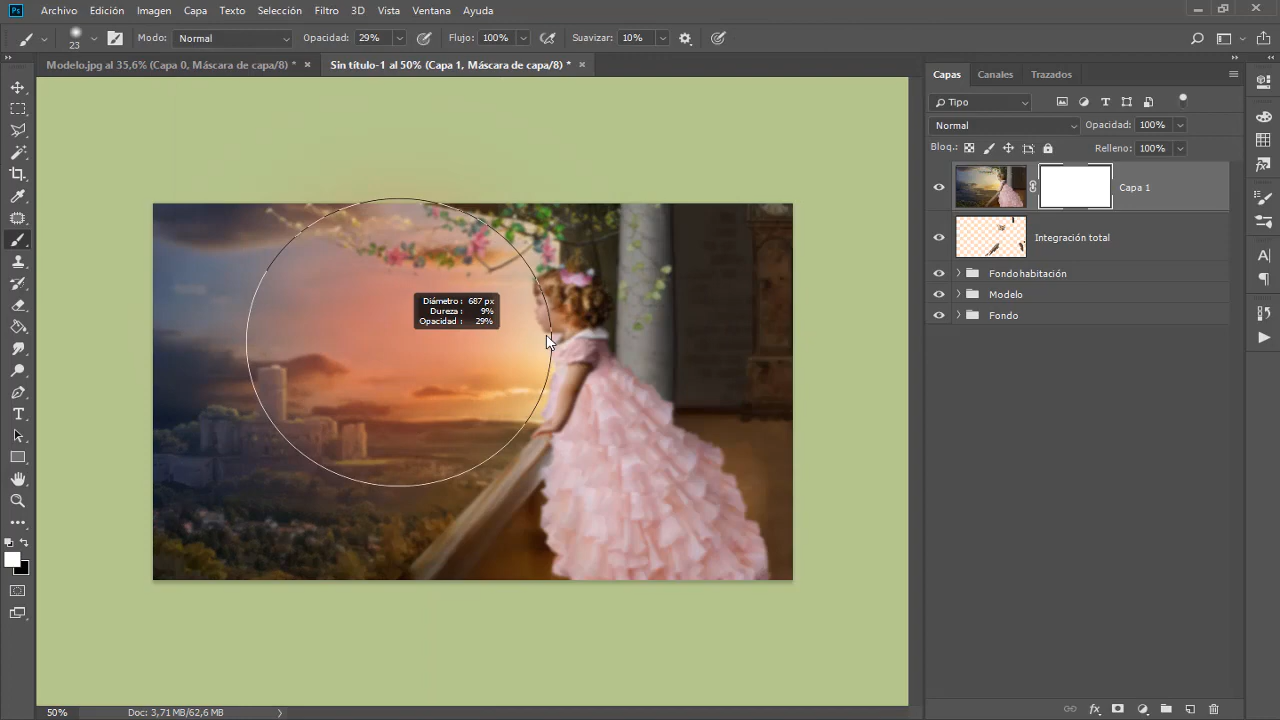 Ps Archivo Edición Imagen Capa Texto Selección Filtro 3D Vista Ventana Ayuda
23 Modo: Normal Opacidad: 29% Flujo: 100% Suavizar: 10%
Modelo.jpg al 35,6% (Capa 0, Máscara de capa/8) * × Sin título-1 al 50% (Capa 1, Máscara de capa/8) * ×
Capas Canales Trazados
Tipo
Normal Opacidad: 100%
Bloq.: Relleno: 100%
Capa 1
Integración total
Fondo habitación
Modelo
Fondo
Diámetro : 687 px
Dureza : 9%
Opacidad : 29%
50% Doc: 3,71 MB/62,6 MB